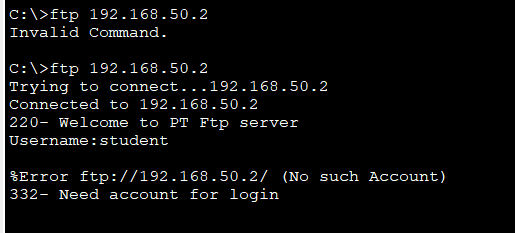 C:\>ftp 192.168.50.2
Invalid Command.
C:\>ftp 192.168.50.2
Trying to connect...192.168.50.2
Connected to 192.168.50.2
220- Welcome to PT Ftp server
Username:student
%Error ftp://192.168.50.2/ (No such Account)
332- Need account for login